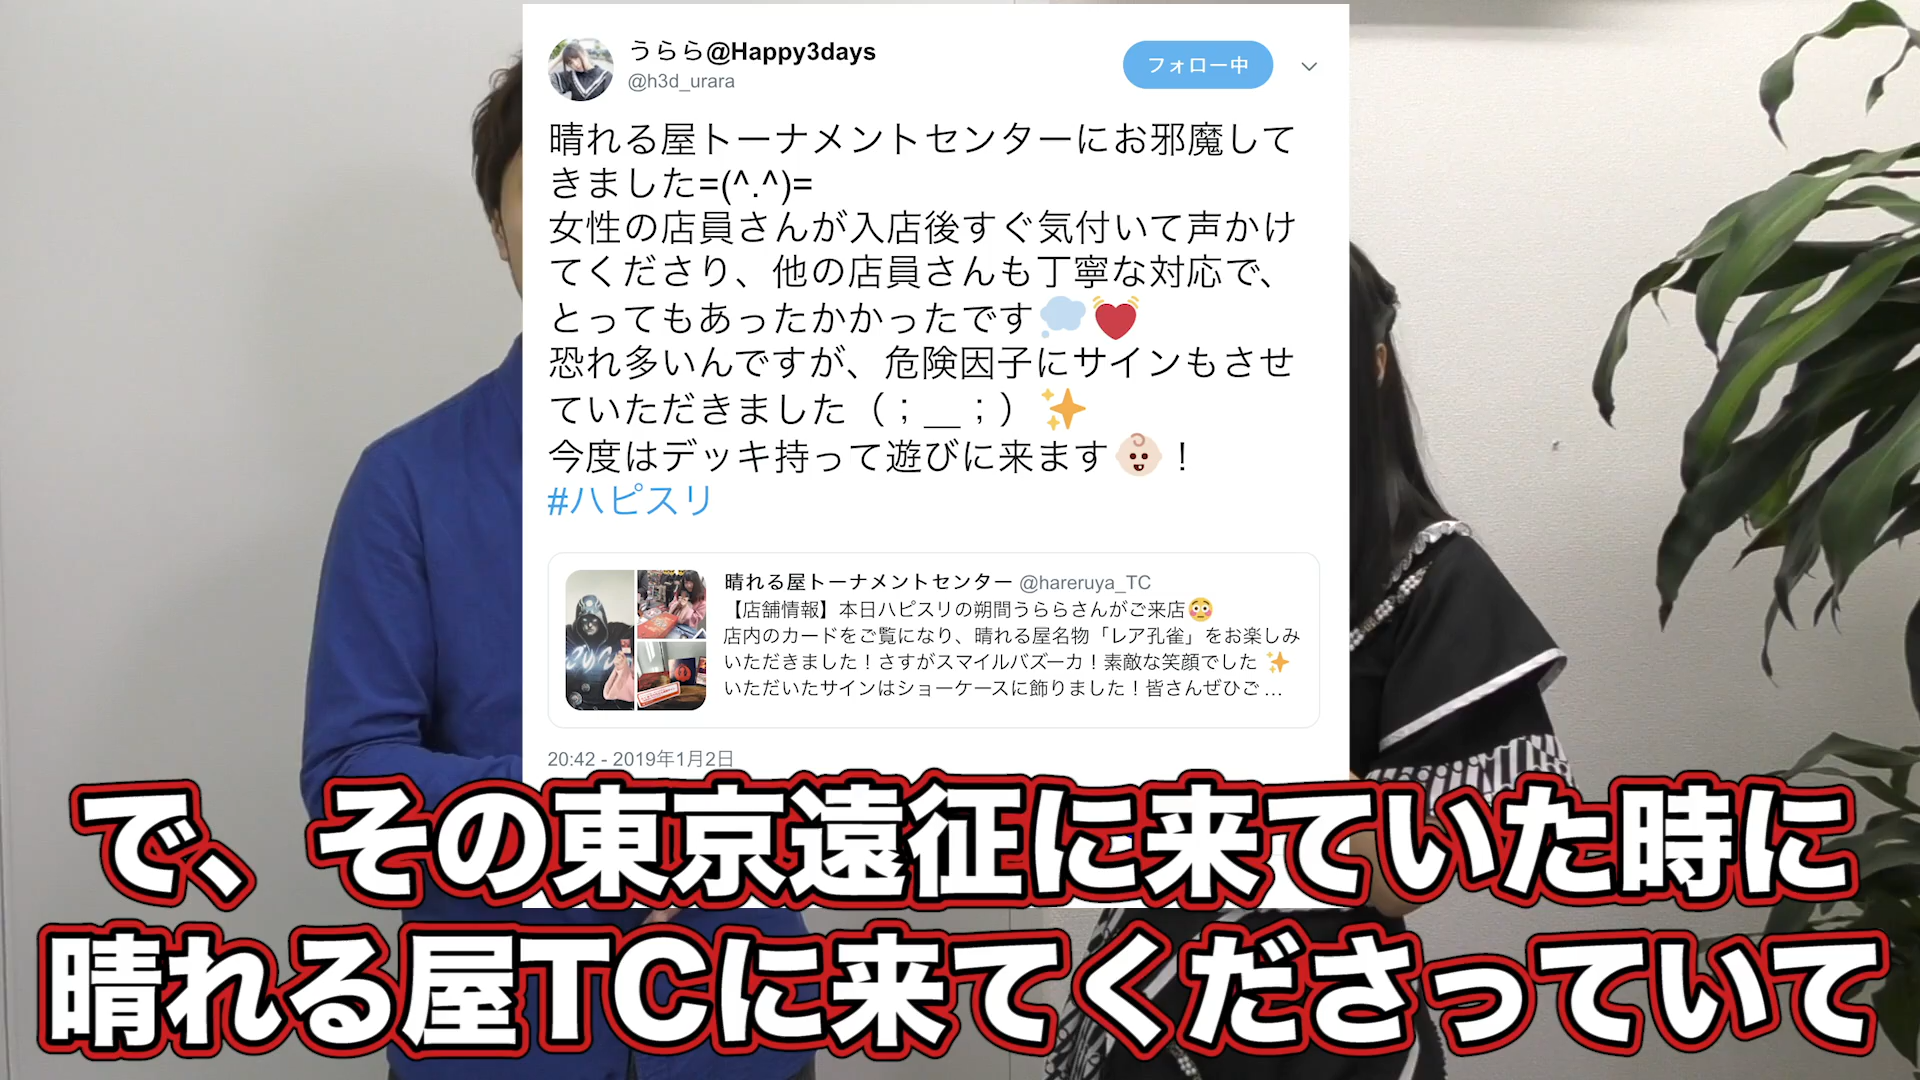 うらら@Happy3days
@h3d_urara
フォロー中
晴れる屋トーナメントセンターにお邪魔して
きました=(^.^)=
女性の店員さんが入店後すぐ気付いて声かけ
てくださり、他の店員さんも丁寧な対応で、
とってもあったかかったです💭💓
恐れ多いんですが、危険因子にサインもさせ
ていただきました（；＿；）✨
今度はデッキ持って遊びに来ます👶🏻！
#ハピスリ
晴れる屋トーナメントセンター @hareruya_TC
【店舗情報】本日ハピスリの朔間うららさんがご来店😳
店内のカードをご覧になり、晴れる屋名物「レア孔雀」をお楽しみ
いただきました！さすがスマイルバズーカ！素敵な笑顔でした✨
いただいたサインはショーケースに飾りました！皆さんぜひご…
20:42 - 2019年1月2日
で、その東京遠征に来ていた時に
晴れる屋TCに来てくださっていて